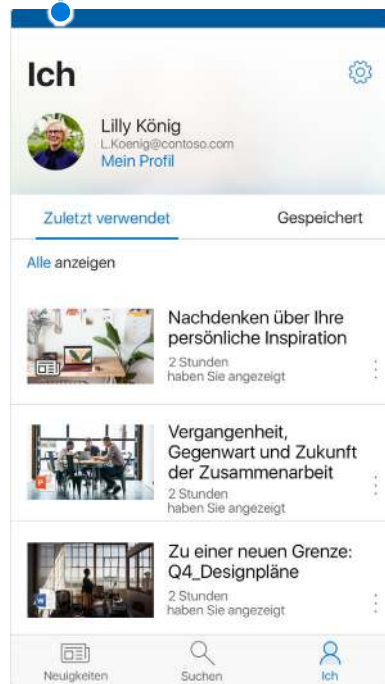 Ich
Lilly König
L.Koenig@contoso.com
Mein Profil
Zuletzt verwendet
Gespeichert
Alle anzeigen
Nachdenken über Ihre
persönliche Inspiration
2 Stunden
haben Sie angezeigt
Vergangenheit,
Gegenwart und Zukunft
der Zusammenarbeit
2 Stunden
haben Sie angezeigt
Zu einer neuen Grenze:
Q4_Designpläne
2 Stunden
haben Sie angezeigt
Neuigkeiten
Suchen
Ich